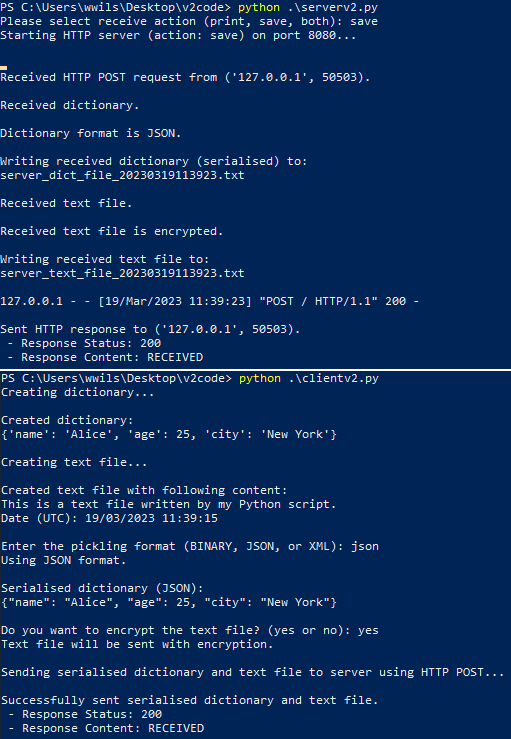 PS C:\Users\wwils\Desktop\v2code> python .\serverv2.py
Please select receive action (print, save, both): save
Starting HTTP server (action: save) on port 8080...
Received HTTP POST request from ('127.0.0.1', 50503).
Received dictionary.
Dictionary format is JSON.
Writing received dictionary (serialised) to:
server_dict_file_20230319113923.txt
Received text file.
Received text file is encrypted.
Writing received text file to:
server_text_file_20230319113923.txt
127.0.0.1 - - [19/Mar/2023 11:39:23] "POST / HTTP/1.1" 200 -
Sent HTTP response to ('127.0.0.1', 50503).
 - Response Status: 200
 - Response Content: RECEIVED
PS C:\Users\wwils\Desktop\v2code> python .\clientv2.py
Creating dictionary...
Created dictionary:
{'name': 'Alice', 'age': 25, 'city': 'New York'}
Creating text file...
Created text file with following content:
This is a text file written by my Python script.
Date (UTC): 19/03/2023 11:39:15
Enter the pickling format (BINARY, JSON, or XML): json
Using JSON format.
Serialised dictionary (JSON):
{"name": "Alice", "age": 25, "city": "New York"}
Do you want to encrypt the text file? (yes or no): yes
Text file will be sent with encryption.
Sending serialised dictionary and text file to server using HTTP POST...
Successfully sent serialised dictionary and text file.
 - Response Status: 200
 - Response Content: RECEIVED